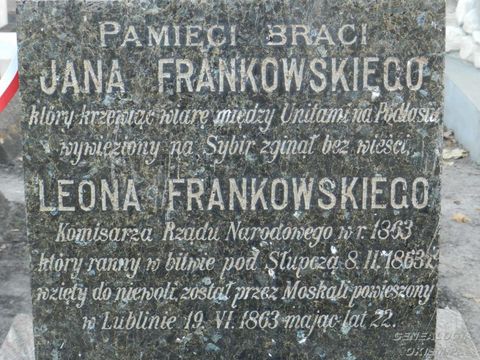 PAMIĘCI BRACI
JANA FRANKOWSKIEGO
który krzewiąc wiarę między Unitami na Podlasiu
wywieziony na Sybir zginął bez wieści,
LEONA FRANKOWSKIEGO
Komisarza Rządu Narodowego w r. 1863
który ranny w bitwie pod Słupczą 8. II. 1863 r.
wzięty do niewoli, został przez Moskali powieszony
w Lublinie 19. VI. 1863 mając lat 22.